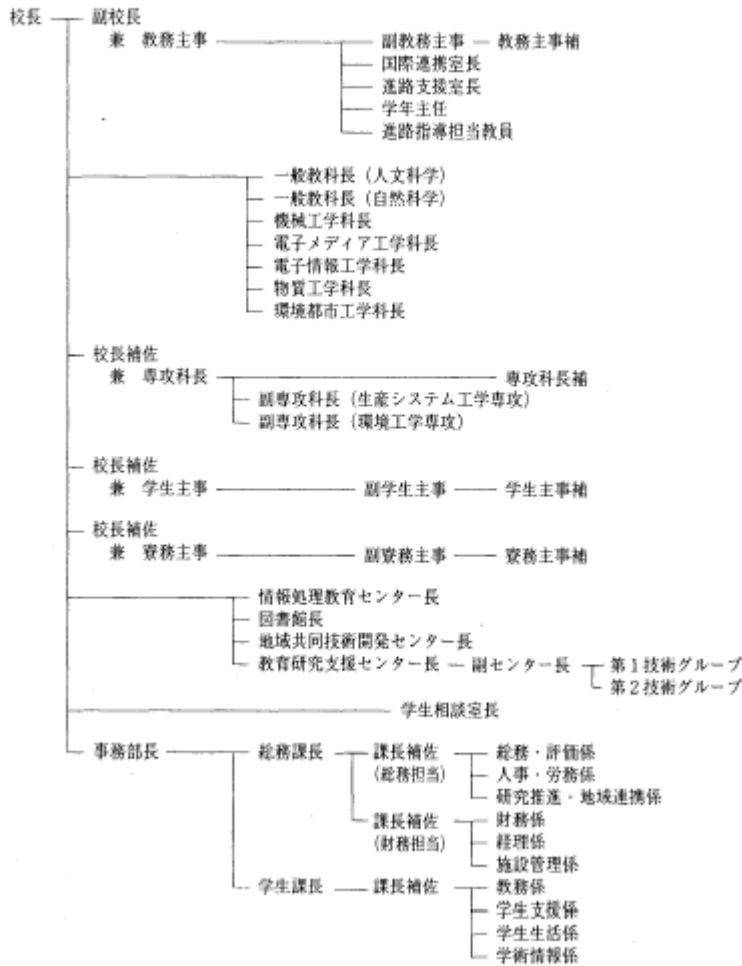 校長 副校長
兼 教務主事 副教務主事 教務主事補
国際連携室長
進路支援室長
学年主任
進路指導担当教員
一般教科長（人文科学）
一般教科長（自然科学）
機械工学科長
電子メディア工学科長
電子情報工学科長
物質工学科長
環境都市工学科長
校長補佐
兼 専攻科長 専攻科長補
副専攻科長（生産システム工学専攻）
副専攻科長（環境工学専攻）
校長補佐
兼 学生主事 副学生主事 学生主事補
校長補佐
兼 寮務主事 副寮務主事 寮務主事補
情報処理教育センター長
図書館長
地域共同技術開発センター長
教育研究支援センター長 副センター長 第1技術グループ
第2技術グループ
学生相談室長
事務部長 総務課長 課長補佐 総務・評価係
（総務担当） 人事・労務係
研究推進・地域連携係
課長補佐 財務係
（財務担当） 経理係
施設管理係
学生課長 課長補佐 教務係
学生支援係
学生生活係
学術情報係